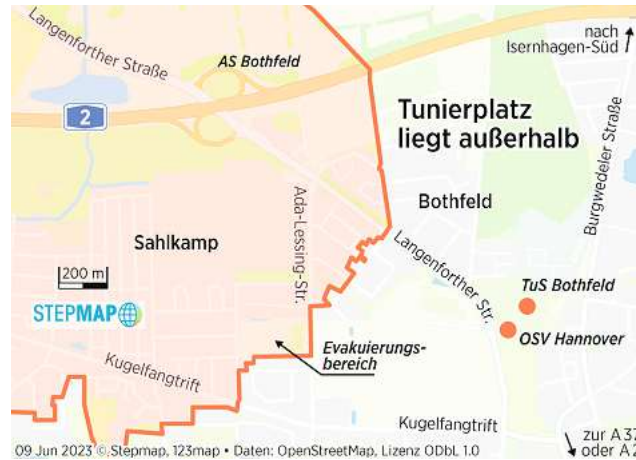 Langenforther
Straße
AS Bothfeld
nach
Isernhagen-Süd
2
Tunierplatz
liegt außerhalb
Burgwedeler Straße
Bothfeld
Ada-Lessing-Str.
Sahlkamp
Langenforther Str.
200 m
TuS Bothfeld
STEPMAP
OSV Hannover
Evakuierungs-
bereich
Kugelfangtrift
Kugelfangtrift
zur A 37
oder A 2
09 Jun 2023 © Stepmap, 123map • Daten: OpenStreetMap, Lizenz ODbL 1.0